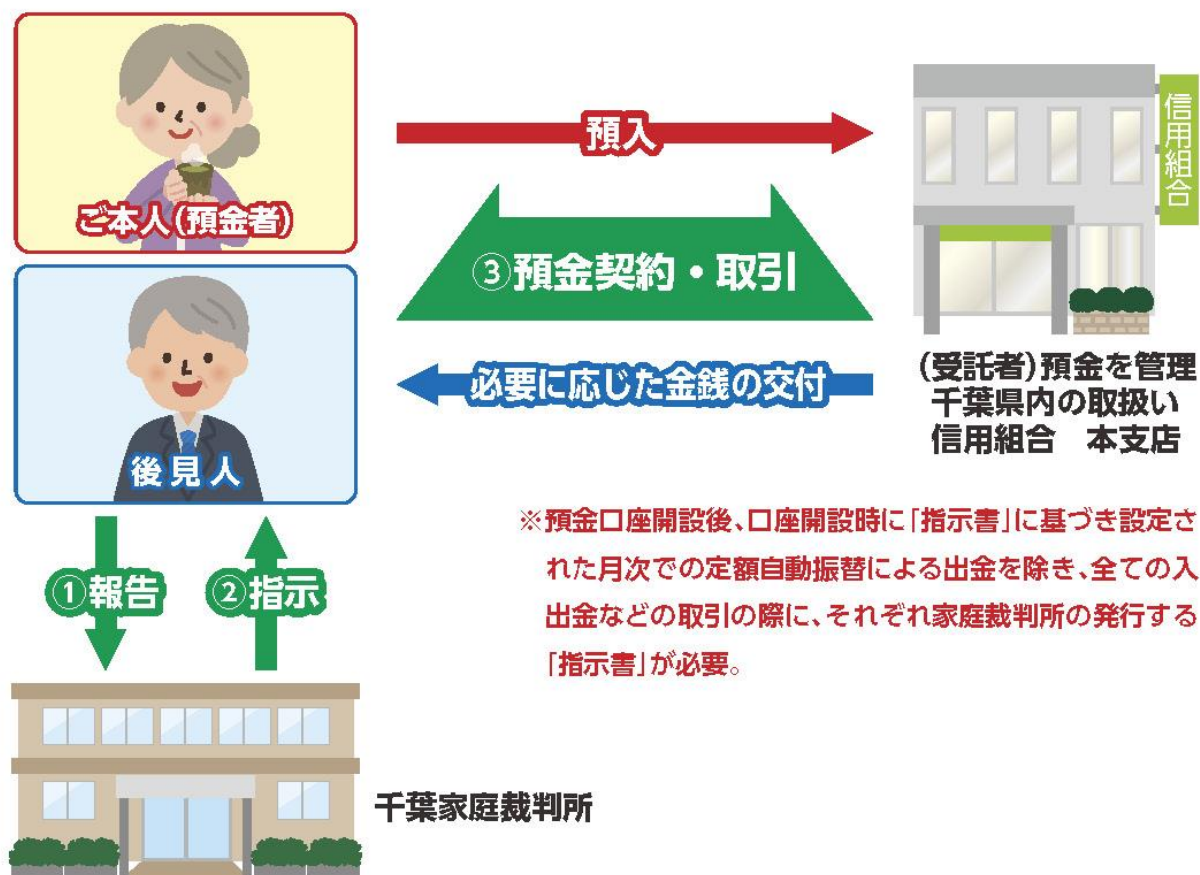 ご本人(預金者)
預入
信用組合
③預金契約・取引
後見人
必要に応じた金銭の交付
(受託者)預金を管理
千葉県内の取扱い
信用組合　本支店
①報告
②指示
※預金口座開設後、口座開設時に「指示書」に基づき設定さ
れた月次での定額自動振替による出金を除き、全ての入
出金などの取引の際に、それぞれ家庭裁判所の発行する
「指示書」が必要。
千葉家庭裁判所